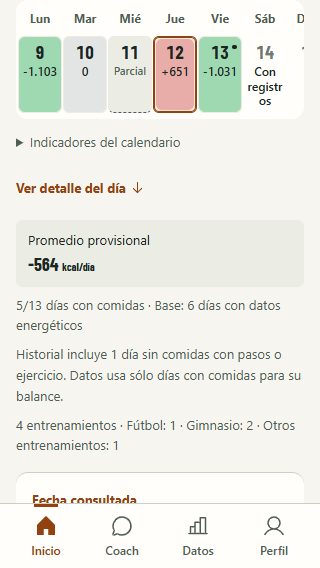 Lun Mar Mié Jue Vie Sáb D
9 10 11 12 13 14
-1.103 0 Parcial +651 -1.031 Con registr os
▶ Indicadores del calendario
Ver detalle del día ↓
Promedio provisional
-564 kcal/día
5/13 días con comidas · Base: 6 días con datos
energéticos
Historial incluye 1 día sin comidas con pasos o
ejercicio. Datos usa sólo días con comidas para su
balance.
4 entrenamientos · Fútbol: 1 · Gimnasio: 2 · Otros
entrenamientos: 1
Fecha consultada
Inicio Coach Datos Perfil